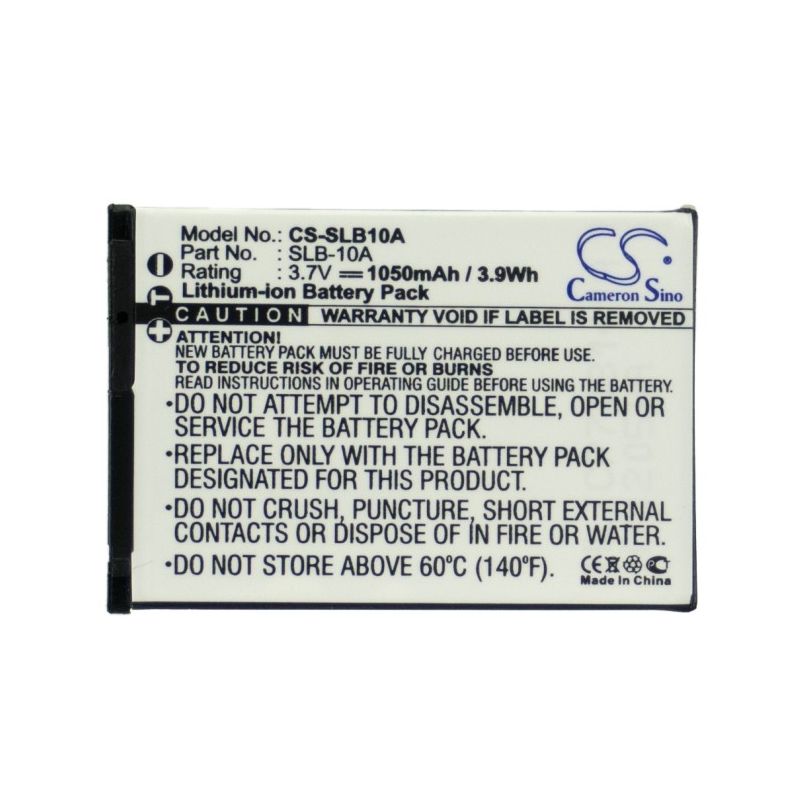 Model No.: CS-SLB10A
Part No. : SLB-10A
Rating : 3.7V 1050mAh / 3.9Wh
Lithium-ion Battery Pack
CS
Cameron Sino
- T +
CAUTION WARRANTY VOID IF LABEL IS REMOVED
ATTENTION!
NEW BATTERY PACK MUST BE FULLY CHARGED BEFORE USE.
TO REDUCE RISK OF FIRE OR BURNS
READ INSTRUCTIONS IN OPERATING GUIDE BEFORE USING THE BATTERY.
•DO NOT ATTEMPT TO DISASSEMBLE, OPEN OR
SERVICE BATTERY PACK.
•REPLACE ONLY WITH THE BATTERY PACK
DESIGNATED FOR THIS PRODUCT.
•DO NOT CRUSH, PUNCTURE, SHORT EXTERNAL
CONTACTS OR DISPOSE OF IN FIRE OR WATER.
•DO NOT STORE ABOVE 60°C (140°F).
CE
Made In China